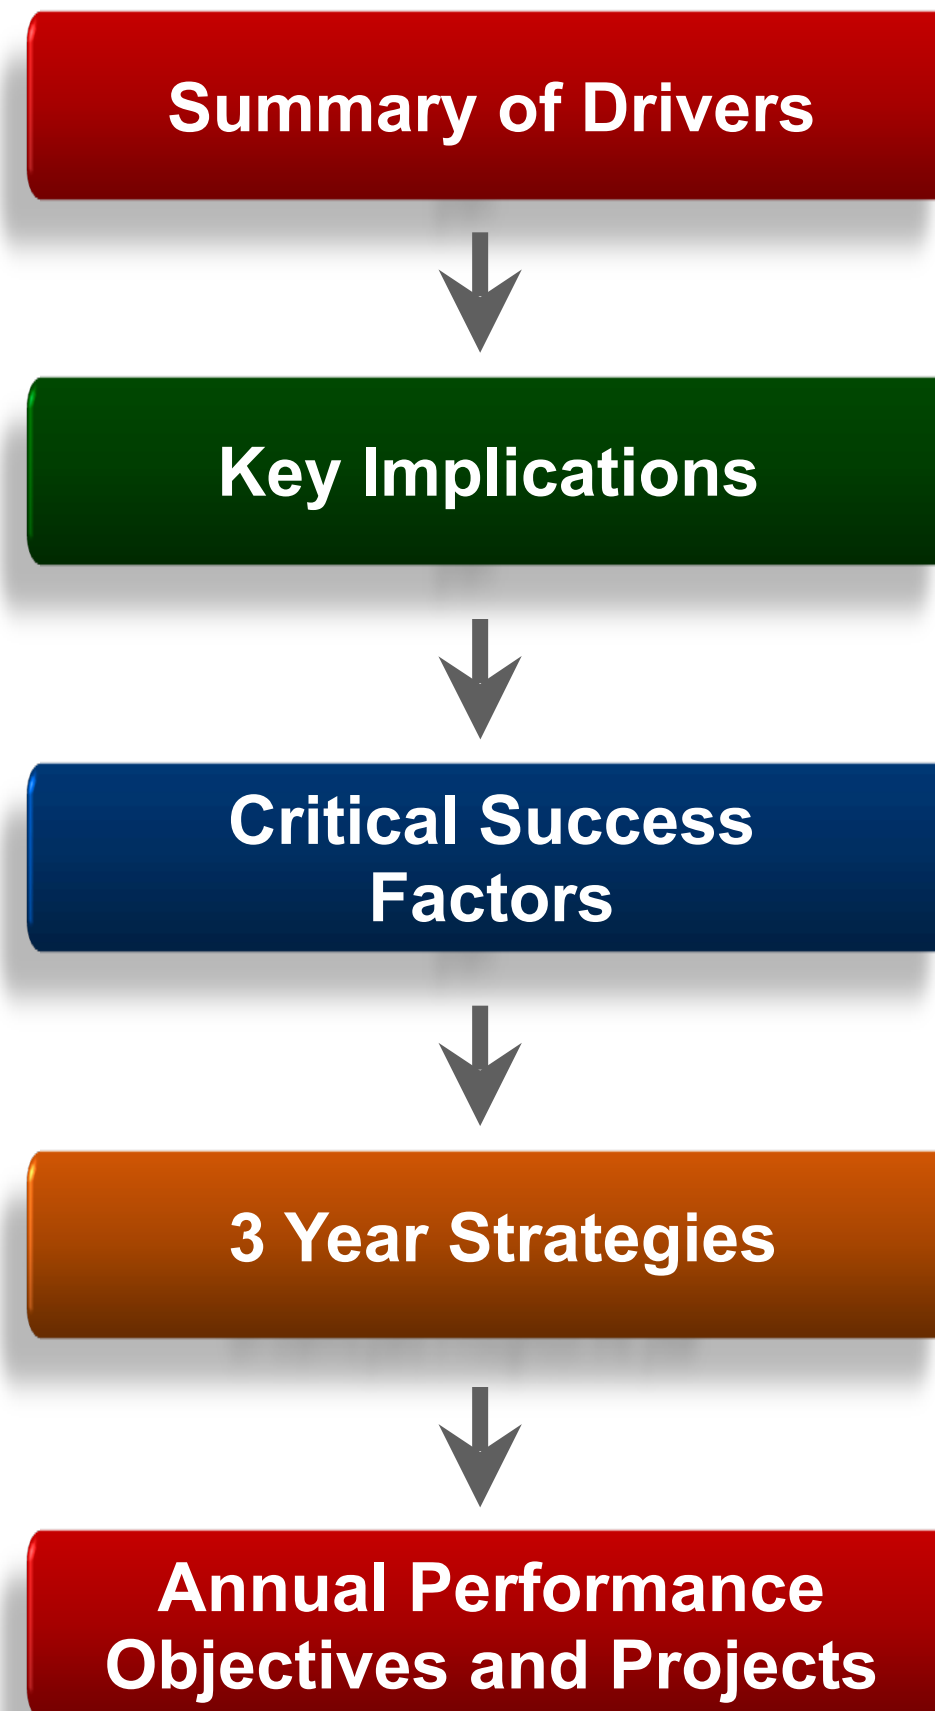 Summary of Drivers
Key Implications
Critical Success
Factors
3 Year Strategies
Annual Performance
Objectives and Projects